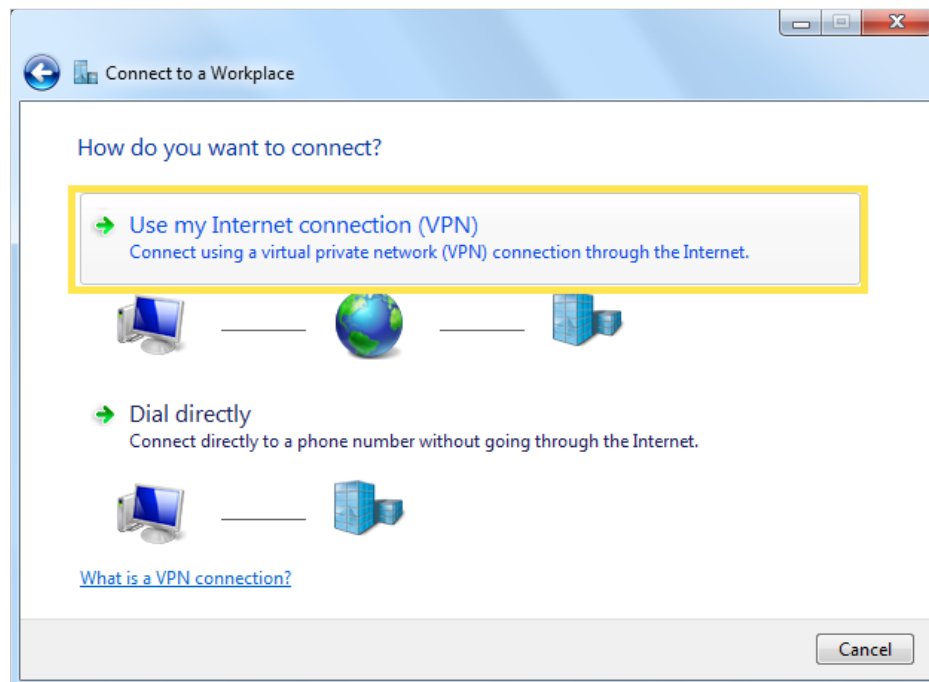 Connect to a Workplace
How do you want to connect?
Use my Internet connection (VPN)
Connect using a virtual private network (VPN) connection through the Internet.
Dial directly
Connect directly to a phone number without going through the Internet.
What is a VPN connection?
Cancel